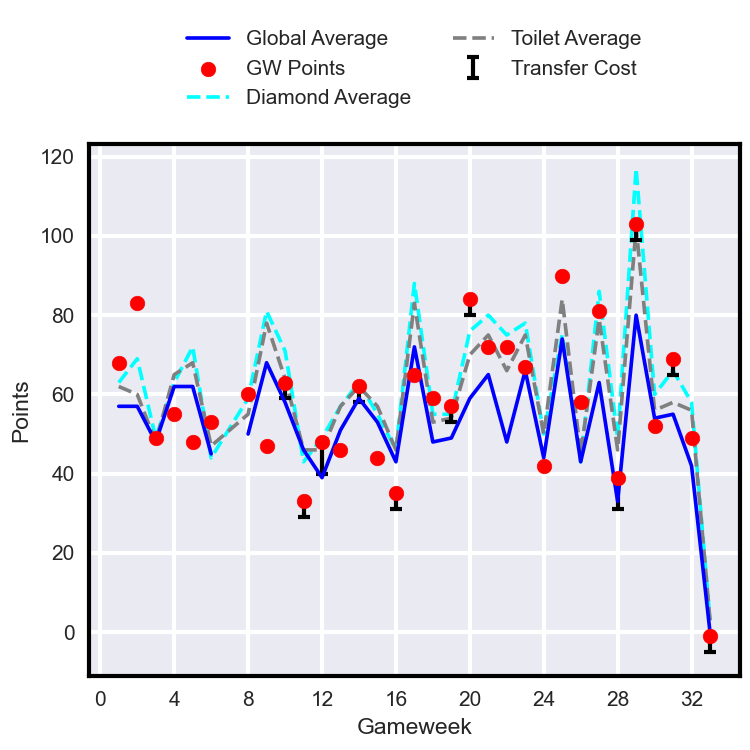 Global Average
GW Points
Diamond Average
Toilet Average
Transfer Cost
120
100
80
60
40
20
0
Points
0 4 8 12 16 20 24 28 32
Gameweek